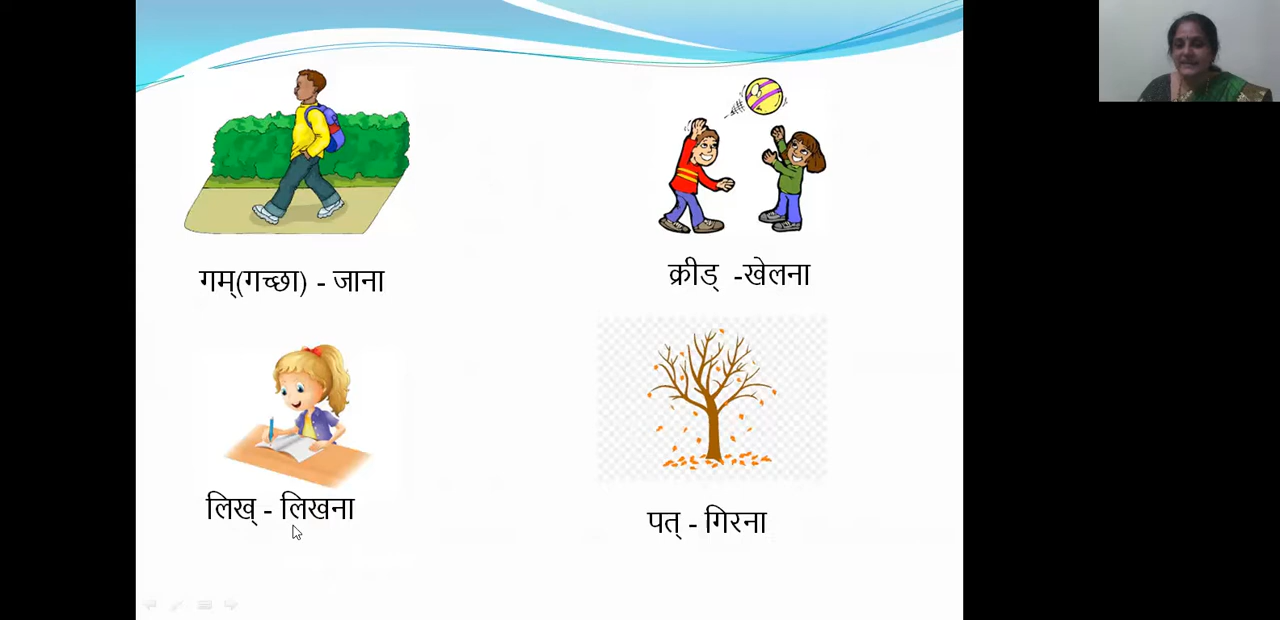 गम्(गच्छा) - जाना
क्रीड् -खेलना
लिख् - लिखना
पत् - गिरना